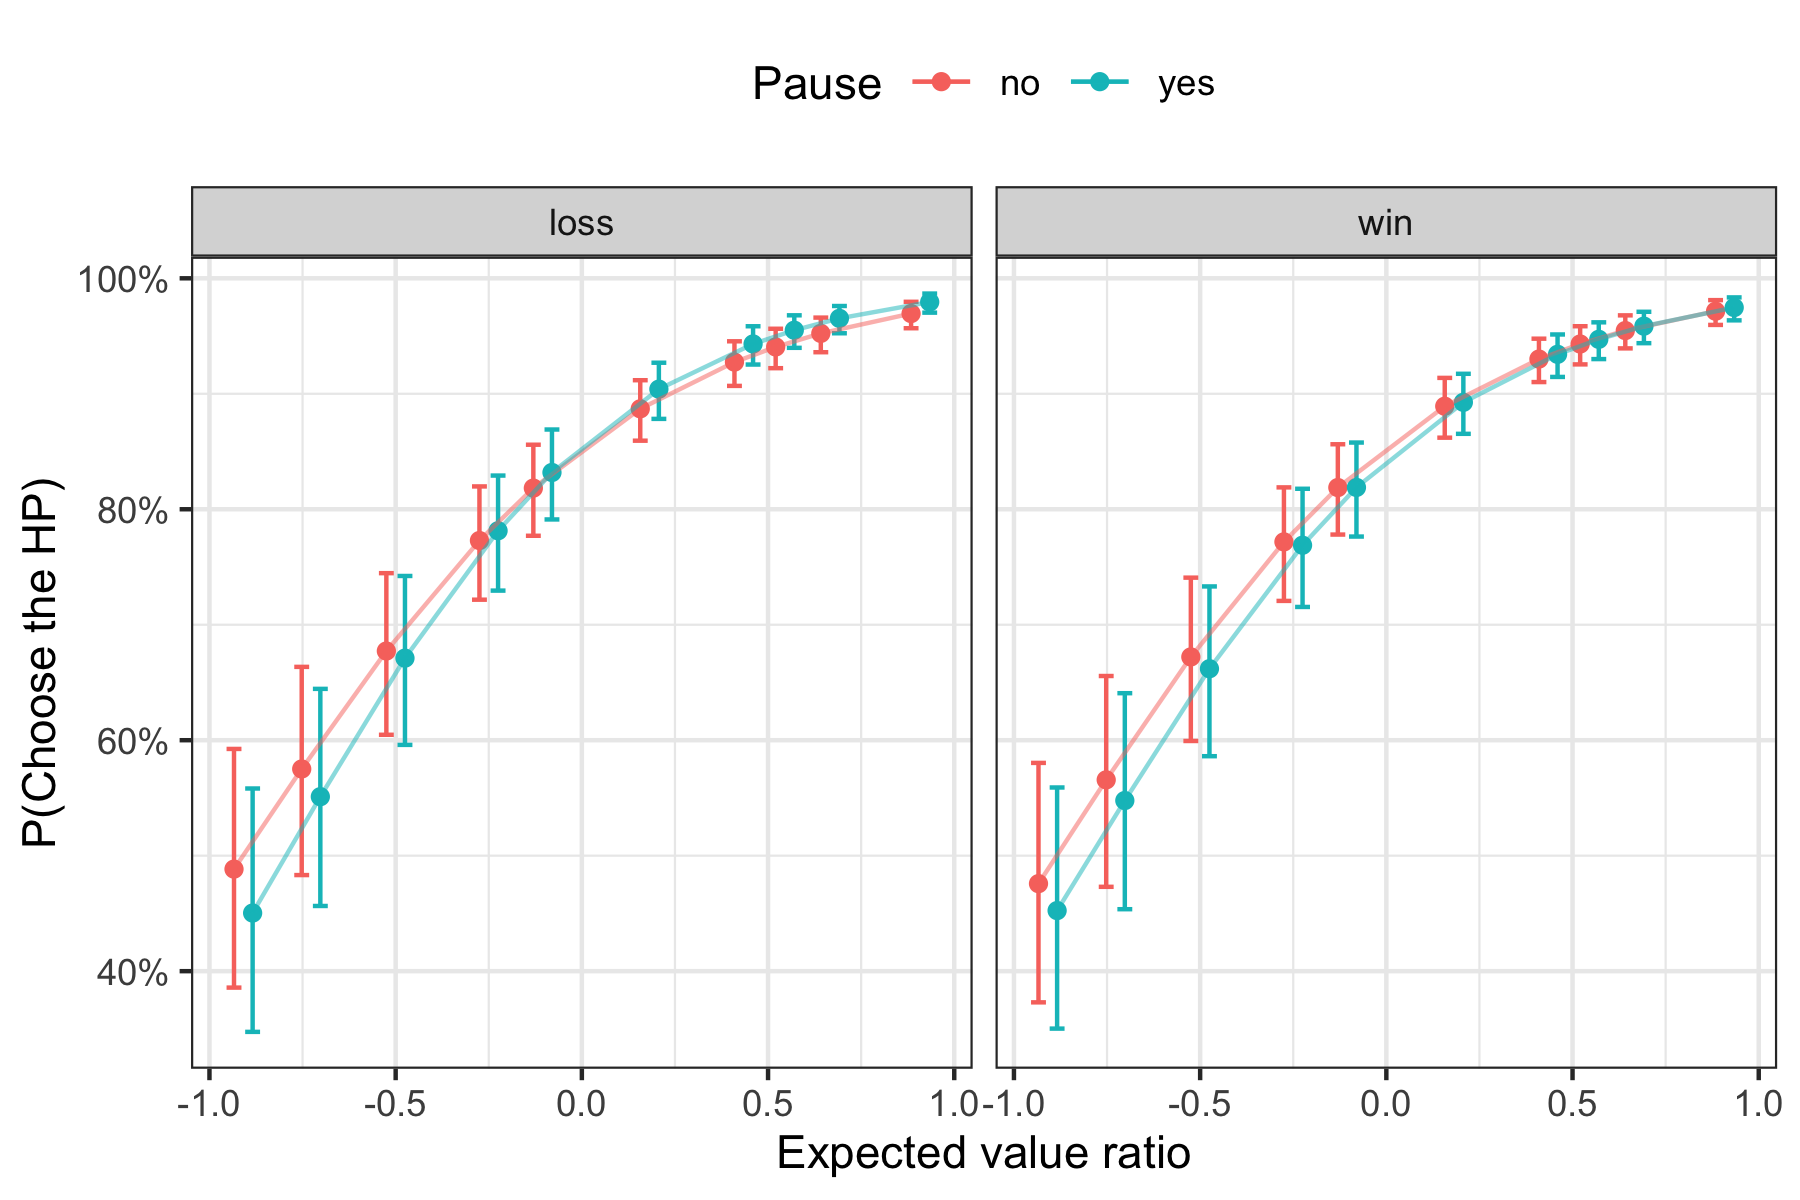 Pause no yes
loss win
100%
80%
60%
40%
P(Choose the HP)
-1.0 -0.5 0.0 0.5 1.0 -1.0 -0.5 0.0 0.5 1.0
Expected value ratio